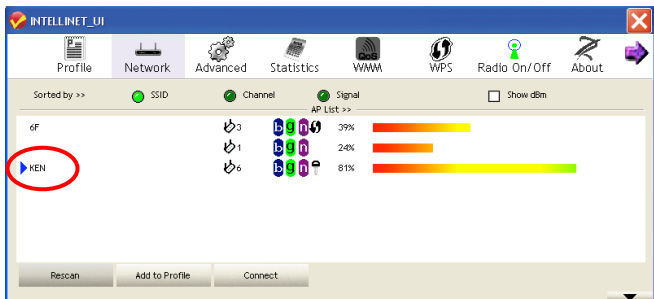 INTELLINET_UI
Profile Network Advanced Statistics QoS WMM WPS Radio On/Off About
Sorted by >> SSID Channel Signal Show dBm
AP List >>
6F 3 b g n 39%
1 b g n 24%
KEN 6 b g n 81%
Rescan Add to Profile Connect